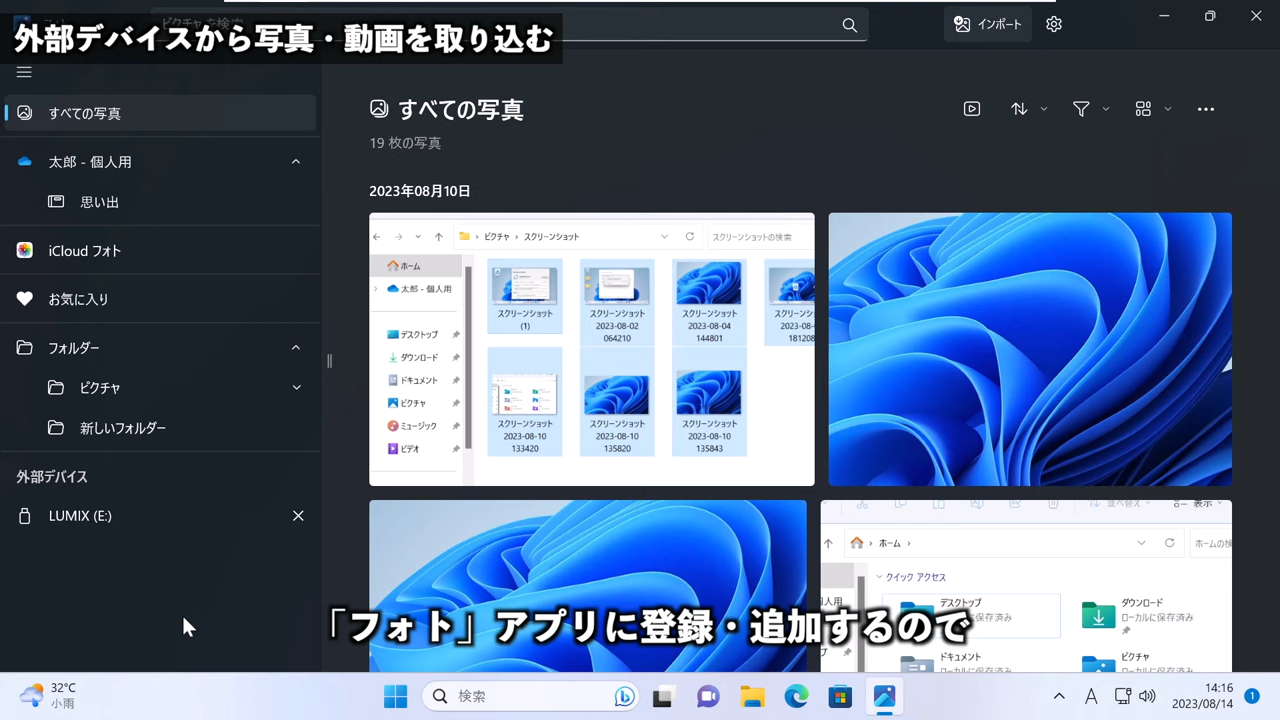 外部デバイスから写真・動画を取り込む
インポート
すべての写真
太郎 - 個人用
思い出
iCloud フォト
お気に入り
フォルダー
ピクチャ
新しいフォルダー
外部デバイス
LUMIX (E:)
すべての写真
19 枚の写真
2023年08月10日
ピクチャ › スクリーンショット
スクリーンショットの検索
ホーム
太郎 - 個人用
デスクトップ
ダウンロード
ドキュメント
ピクチャ
ミュージック
ビデオ
スクリーンショット
(1)
スクリーンショット
2023-08-02
064210
スクリーンショット
2023-08-04
144801
スクリーンショット
2023-08-10
133420
スクリーンショット
2023-08-10
135820
スクリーンショット
2023-08-10
135843
並べ替え
表示
ホーム
クイック アクセス
デスクトップ
ローカルに保存済み
ダウンロード
ローカルに保存済み
ドキュメント
ピクチャ
「フォト」アプリに登録・追加するので
32°C
小雨
検索
A
14:16
2023/08/14
1